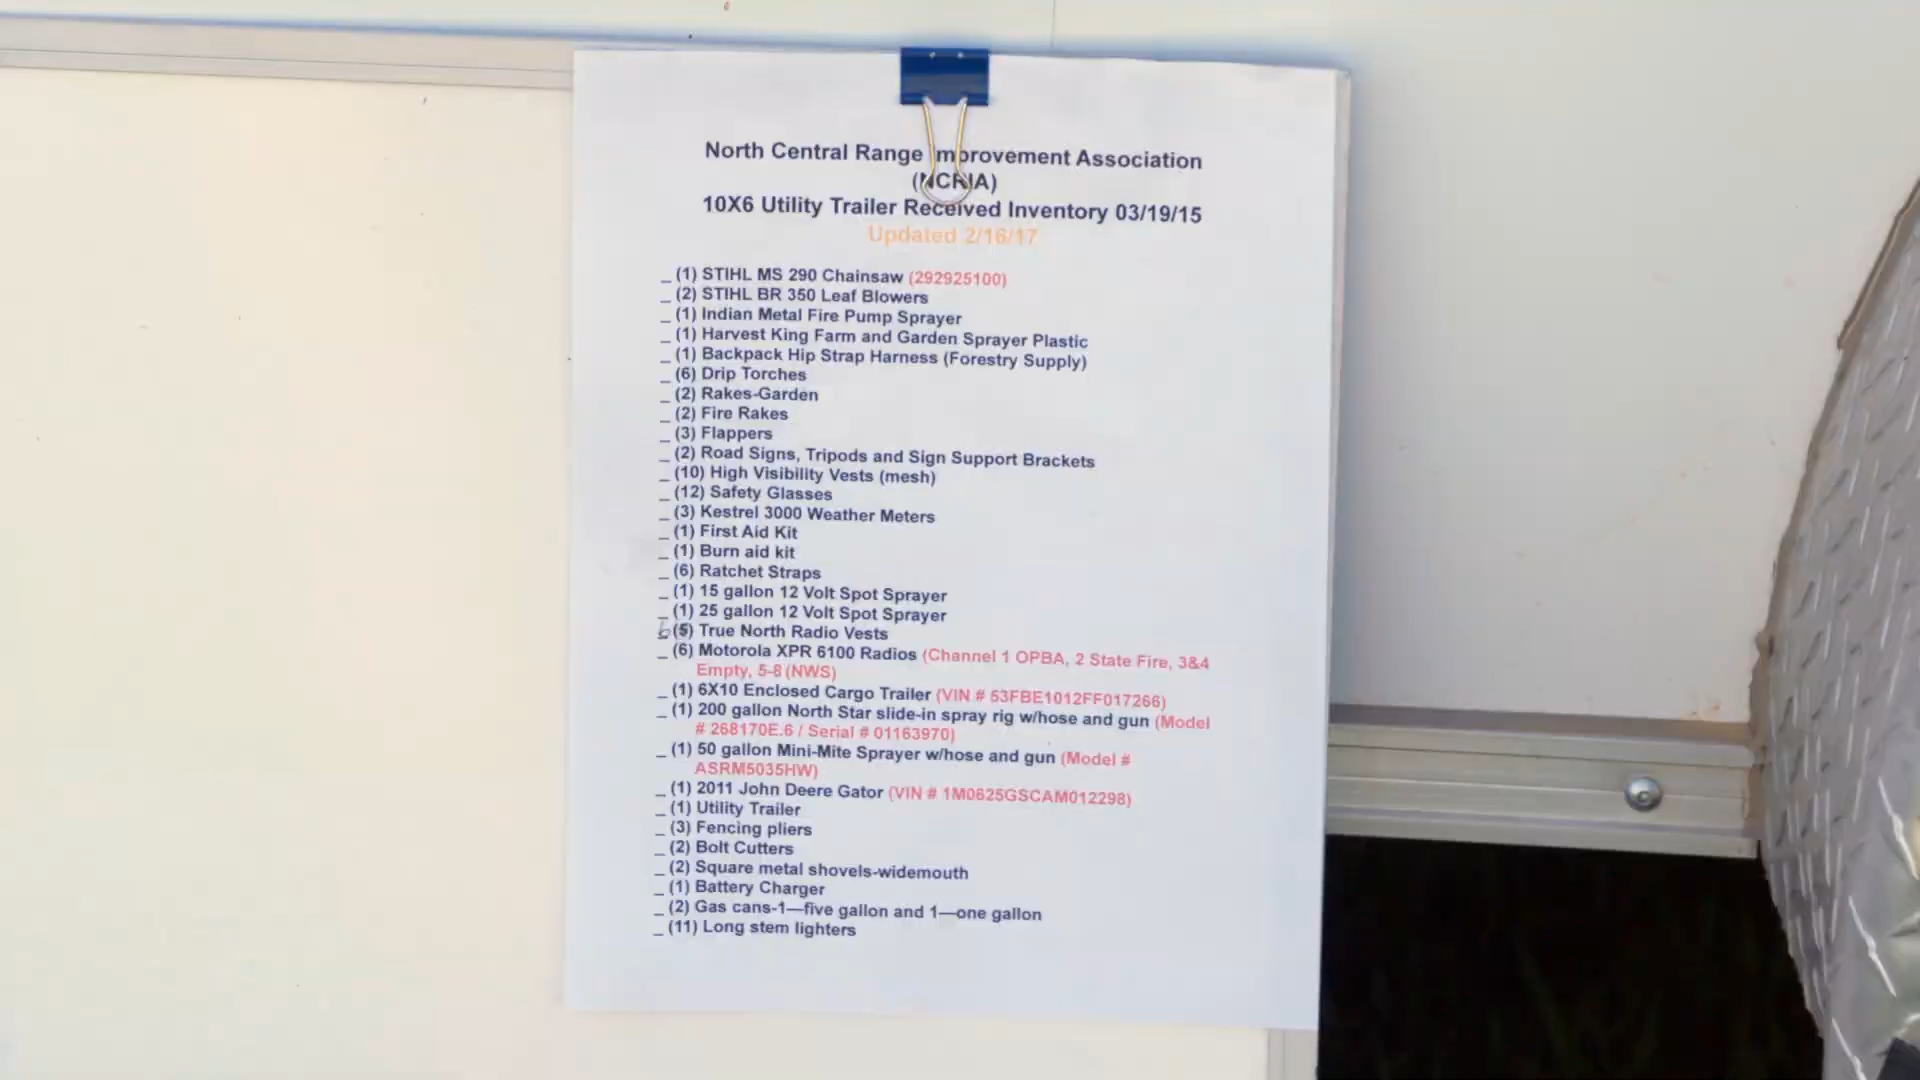 North Central Range Improvement Association
(NCRIA)
10X6 Utility Trailer Received Inventory 03/19/15
Updated 2/16/17
_ (1) STIHL MS 290 Chainsaw (292925100)
_ (2) STIHL BR 350 Leaf Blowers
_ (1) Indian Metal Fire Pump Sprayer
_ (1) Harvest King Farm and Garden Sprayer Plastic
_ (1) Backpack Hip Strap Harness (Forestry Supply)
_ (6) Drip Torches
_ (2) Rakes-Garden
_ (2) Fire Rakes
_ (3) Flappers
_ (2) Road Signs, Tripods and Sign Support Brackets
_ (10) High Visibility Vests (mesh)
_ (12) Safety Glasses
_ (3) Kestrel 3000 Weather Meters
_ (1) First Aid Kit
_ (1) Burn aid kit
_ (6) Ratchet Straps
_ (1) 15 gallon 12 Volt Spot Sprayer
_ (1) 25 gallon 12 Volt Spot Sprayer
6 (5) True North Radio Vests
_ (6) Motorola XPR 6100 Radios (Channel 1 OPBA, 2 State Fire, 3&4
Empty, 5-8 (NWS)
_ (1) 6X10 Enclosed Cargo Trailer (VIN # 53FBE1012FF017266)
_ (1) 200 gallon North Star slide-in spray rig w/hose and gun (Model
# 268170E.6 / Serial # 01163970)
_ (1) 50 gallon Mini-Mite Sprayer w/hose and gun (Model #
ASRM5035HW)
_ (1) 2011 John Deere Gator (VIN # 1M0625GSCAM012298)
_ (1) Utility Trailer
_ (3) Fencing pliers
_ (2) Bolt Cutters
_ (2) Square metal shovels-widemouth
_ (1) Battery Charger
_ (2) Gas cans-1—five gallon and 1—one gallon
_ (11) Long stem lighters